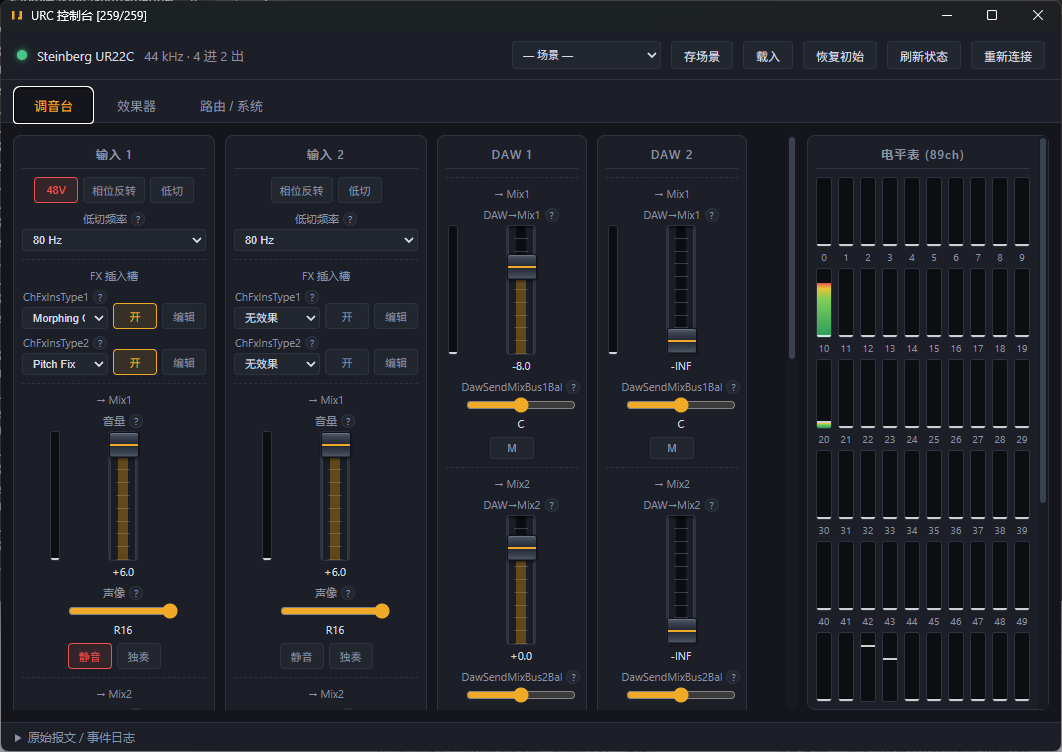 URC 控制台 [259/259]
Steinberg UR22C 44 kHz · 4 进 2 出
— 场景 —
存场景
载入
恢复初始
刷新状态
重新连接
调音台
效果器
路由 / 系统
输入 1
48V 相位反转 低切
低切频率 ?
80 Hz
FX 插入槽
ChFxInsType1 ?
Morphing 开 编辑
ChFxInsType2 ?
Pitch Fix 开 编辑
→ Mix1
音量 ?
+6.0
声像 ?
R16
静音 独奏
→ Mix2
输入 2
相位反转 低切
低切频率 ?
80 Hz
FX 插入槽
ChFxInsType1 ?
无效果 开 编辑
ChFxInsType2 ?
无效果 开 编辑
→ Mix1
音量 ?
+6.0
声像 ?
R16
静音 独奏
→ Mix2
DAW 1
→ Mix1
DAW→Mix1 ?
-8.0
DawSendMixBus1Bal ?
C
M
→ Mix2
DAW→Mix2 ?
+0.0
DawSendMixBus2Bal ?
DAW 2
→ Mix1
DAW→Mix1 ?
-INF
DawSendMixBus1Bal ?
C
M
→ Mix2
DAW→Mix2 ?
-INF
DawSendMixBus2Bal ?
电平表 (89ch)
0 1 2 3 4 5 6 7 8 9
10 11 12 13 14 15 16 17 18 19
20 21 22 23 24 25 26 27 28 29
30 31 32 33 34 35 36 37 38 39
40 41 42 43 44 45 46 47 48 49
▶ 原始报文 / 事件日志